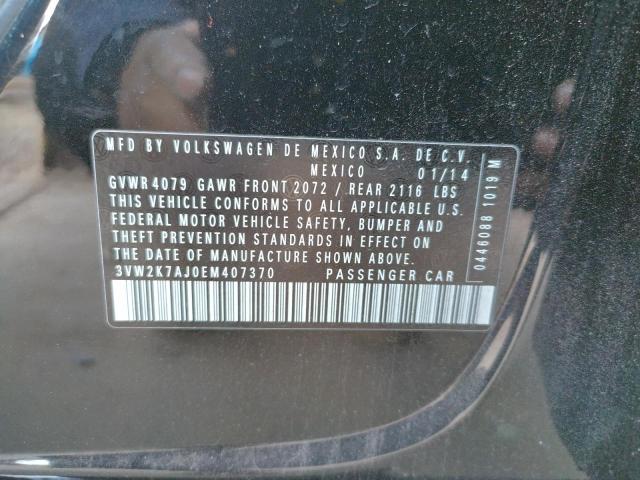 MFD BY VOLKSWAGEN DE MEXICO S.A. DE C.V.
MEXICO 01/14
GVWR 4079 GAWR FRONT 2072 / REAR 2116 LBS
THIS VEHICLE CONFORMS TO ALL APPLICABLE U.S.
FEDERAL MOTOR VEHICLE SAFETY, BUMPER AND
THEFT PREVENTION STANDARDS IN EFFECT ON
THE DATE OF MANUFACTURE SHOWN ABOVE.
3VW2K7AJ0EM407370 PASSENGER CAR
0446088 1019 M